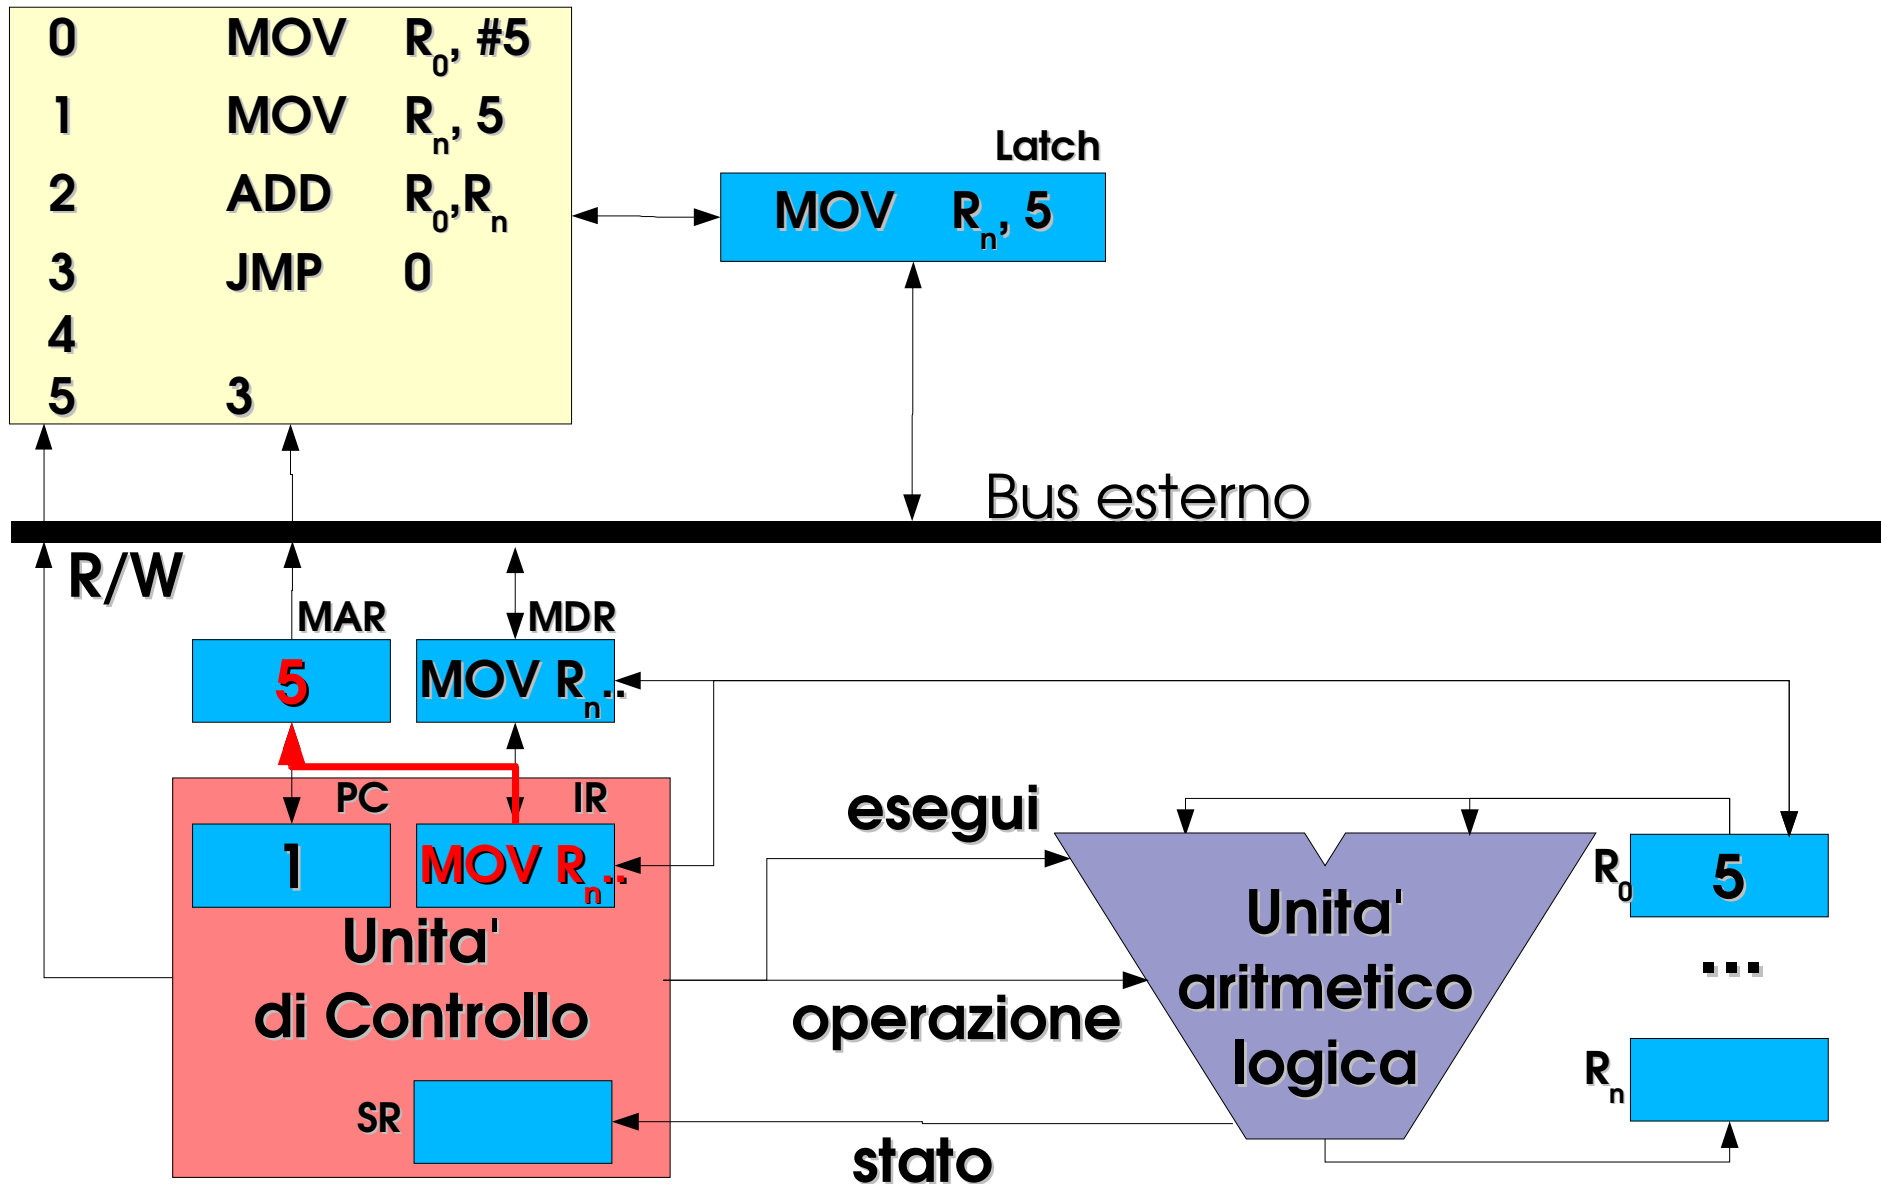 0 MOV R0, #5
1 MOV Rn, 5
2 ADD R0,Rn
3 JMP 0
4
5 3
Latch
MOV Rn, 5
Bus esterno
R/W
MAR
MDR
5
MOV Rn..
PC
IR
1
MOV Rn..
Unita'
di Controllo
SR
esegui
operazione
stato
Unita'
aritmetico
logica
R0
5
...
Rn